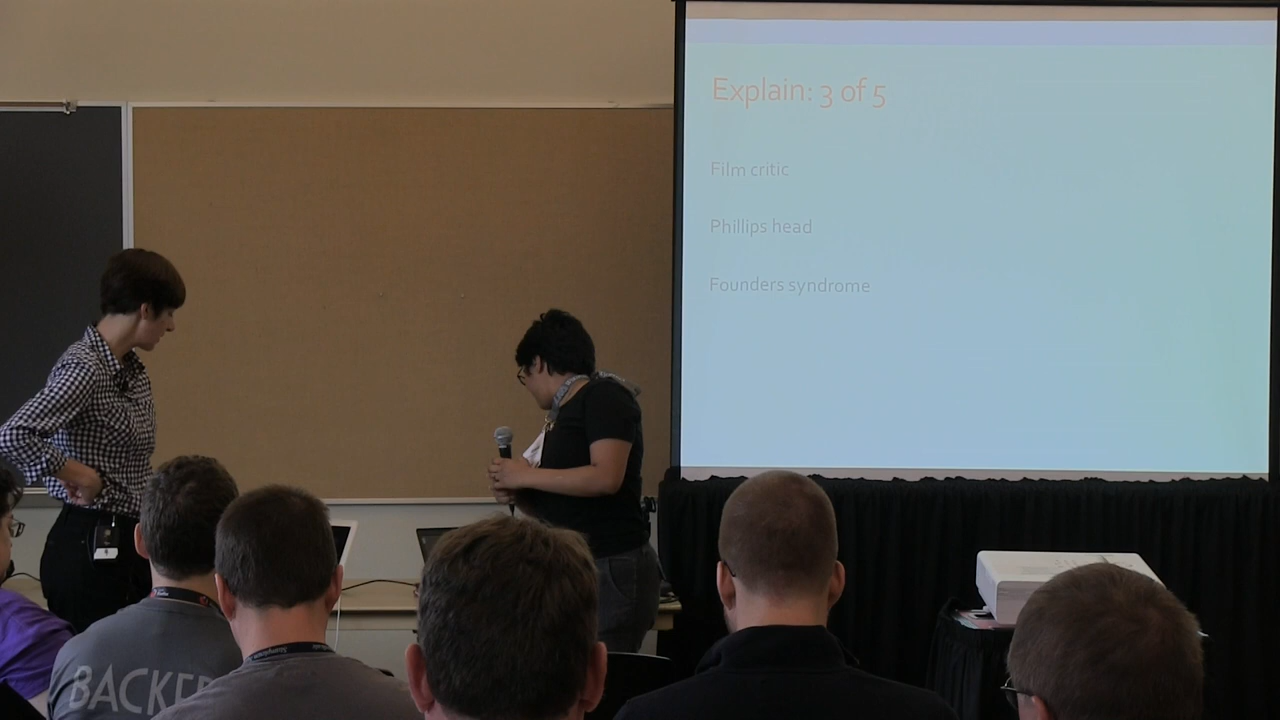 Explain: 3 of 5
Film critic
Phillips head
Founders syndrome
BACKER